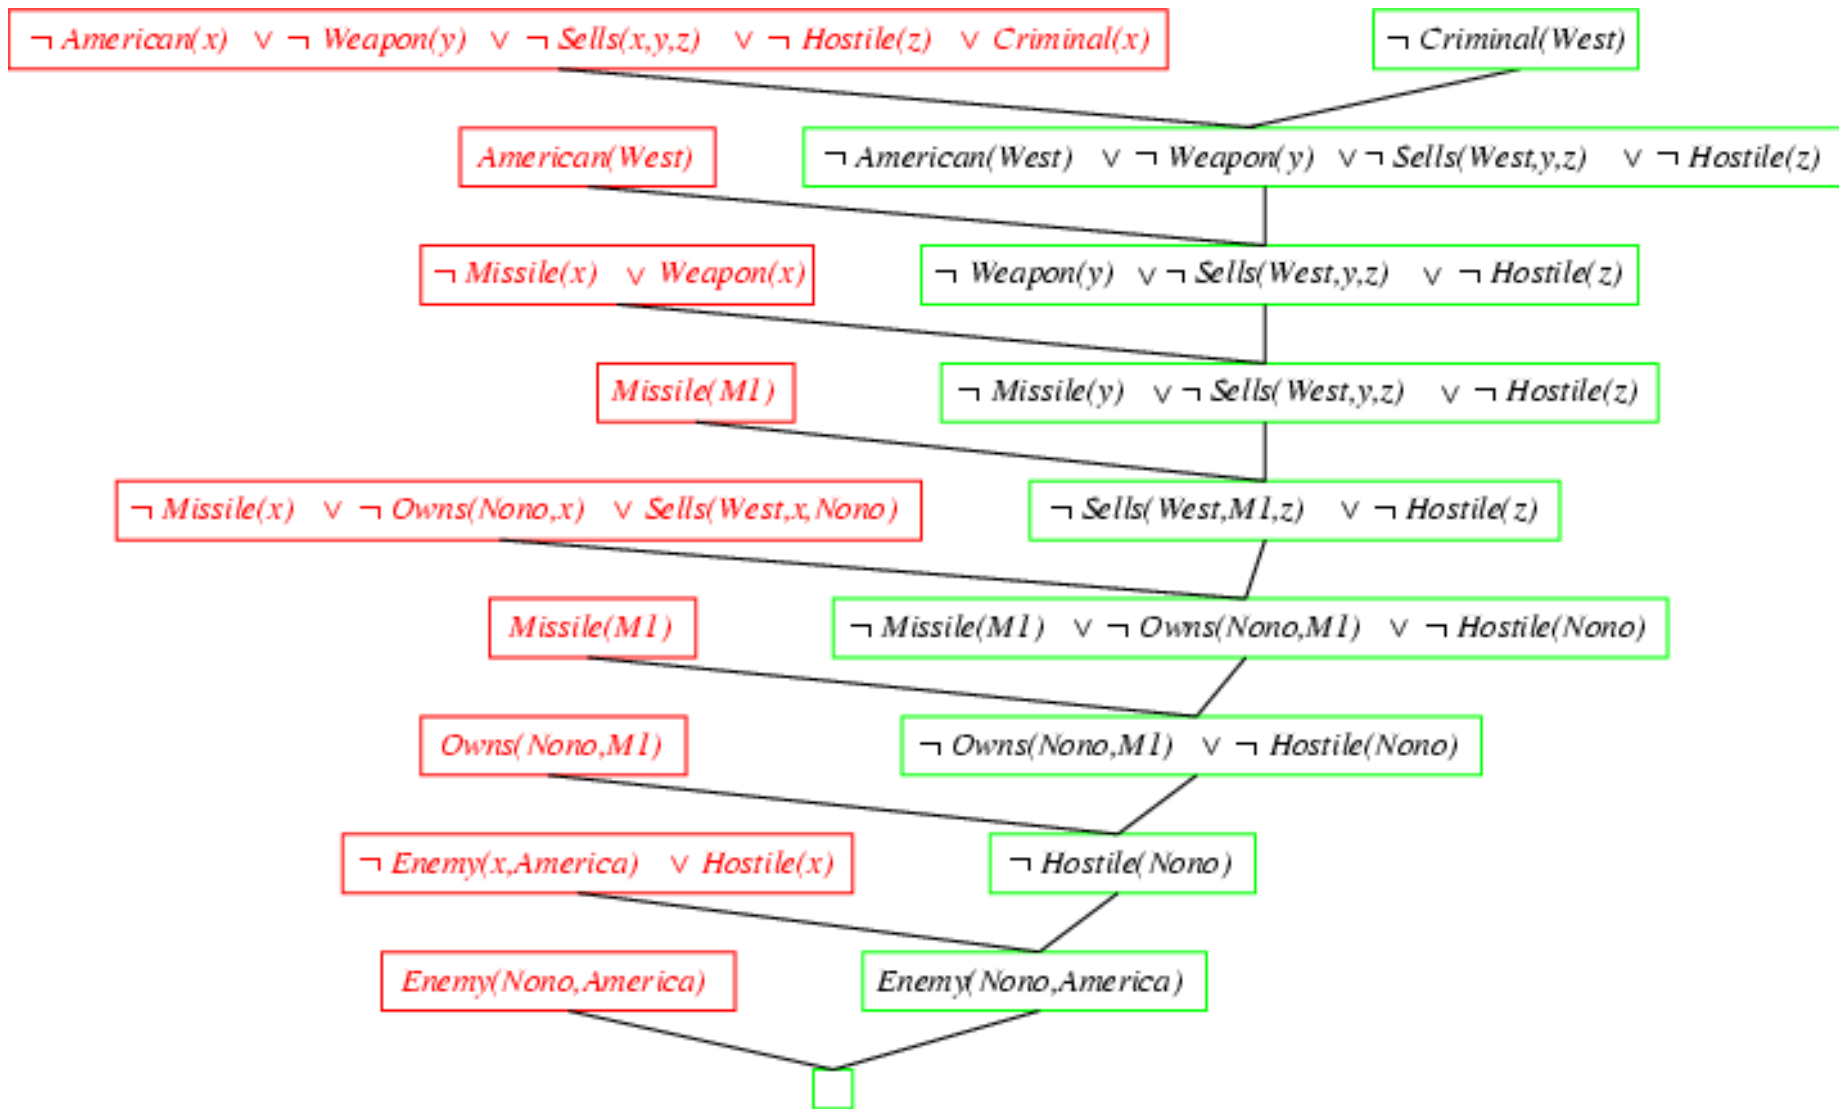 ¬ American(x) ∨ ¬ Weapon(y) ∨ ¬ Sells(x,y,z) ∨ ¬ Hostile(z) ∨ Criminal(x) ¬ Criminal(West)
American(West) ¬ American(West) ∨ ¬ Weapon(y) ∨ ¬ Sells(West,y,z) ∨ ¬ Hostile(z)
¬ Missile(x) ∨ Weapon(x) ¬ Weapon(y) ∨ ¬ Sells(West,y,z) ∨ ¬ Hostile(z)
Missile(M1) ¬ Missile(y) ∨ ¬ Sells(West,y,z) ∨ ¬ Hostile(z)
¬ Missile(x) ∨ ¬ Owns(Nono,x) ∨ Sells(West,x,Nono) ¬ Sells(West,M1,z) ∨ ¬ Hostile(z)
Missile(M1) ¬ Missile(M1) ∨ ¬ Owns(Nono,M1) ∨ ¬ Hostile(Nono)
Owns(Nono,M1) ¬ Owns(Nono,M1) ∨ ¬ Hostile(Nono)
¬ Enemy(x,America) ∨ Hostile(x) ¬ Hostile(Nono)
Enemy(Nono,America) Enemy(Nono,America)